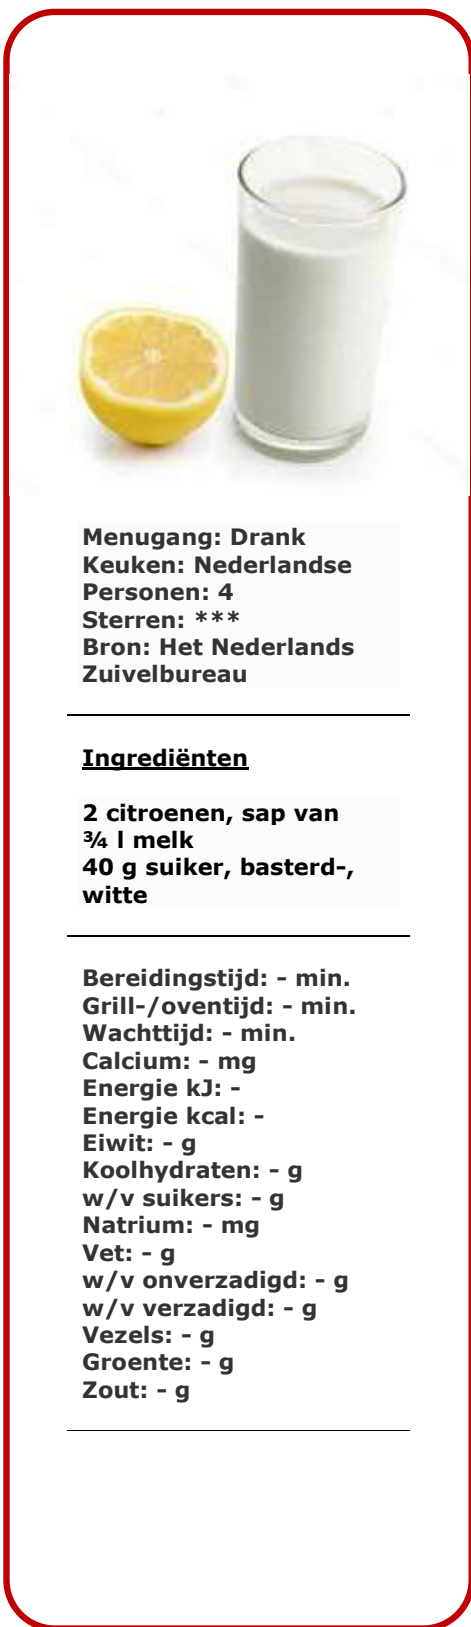 Menugang: Drank
Keuken: Nederlandse
Personen: 4
Sterren: ***
Bron: Het Nederlands
Zuivelbureau
Ingrediënten
2 citroenen, sap van
¾ l melk
40 g suiker, basterd-,
witte
Bereidingstijd: - min.
Grill-/oventijd: - min.
Wachttijd: - min.
Calcium: - mg
Energie kJ: -
Energie kcal: -
Eiwit: - g
Koolhydraten: - g
w/v suikers: - g
Natrium: - mg
Vet: - g
w/v onverzadigd: - g
w/v verzadigd: - g
Vezels: - g
Groente: - g
Zout: - g